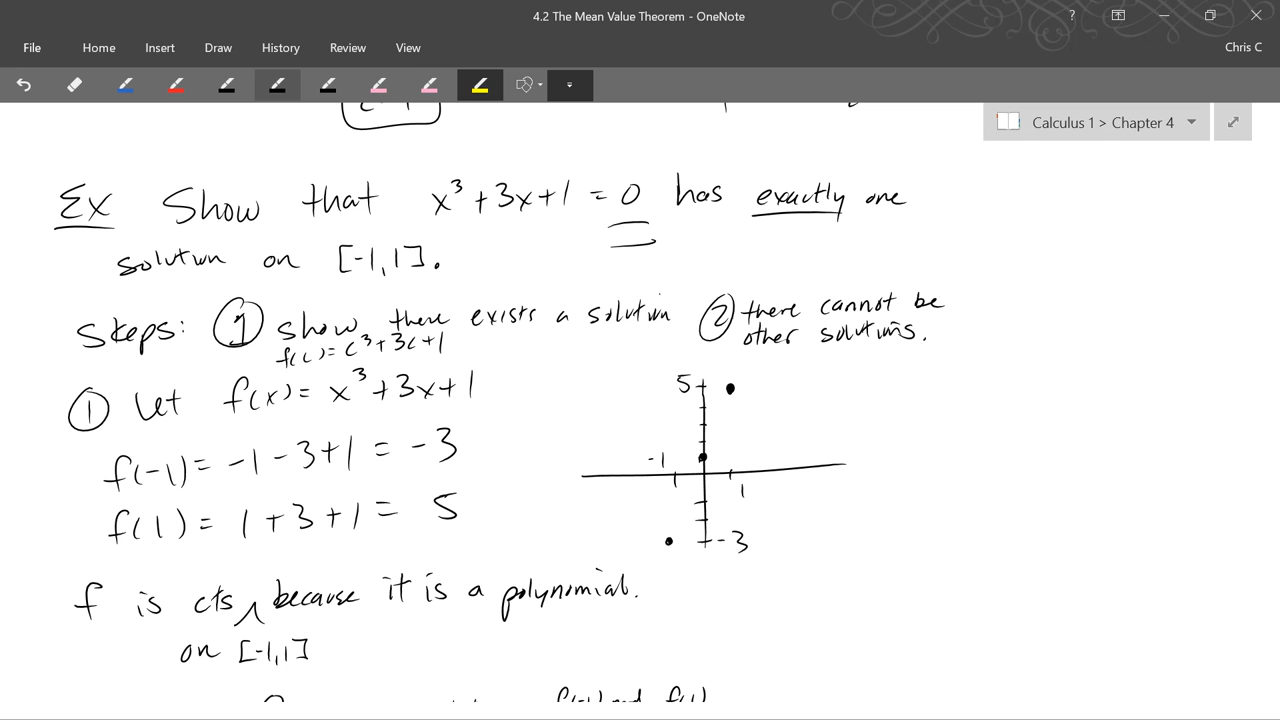 4.2 The Mean Value Theorem - OneNote
?
File Home Insert Draw History Review View
Chris C
Calculus 1 > Chapter 4
Ex Show that x³ + 3x + 1 = 0 has exactly one
solution on [-1,1].
Steps: ① show there exists a solution ② there cannot be
other solutions.
f(c) = c³ + 3c + 1
① Let f(x) = x³ + 3x + 1
f(-1) = -1 - 3 + 1 = -3
f(1) = 1 + 3 + 1 = 5
5
-1
1
-3
f is cts ∧ because it is a polynomial.
on [-1,1]
f(-1) and f(1)